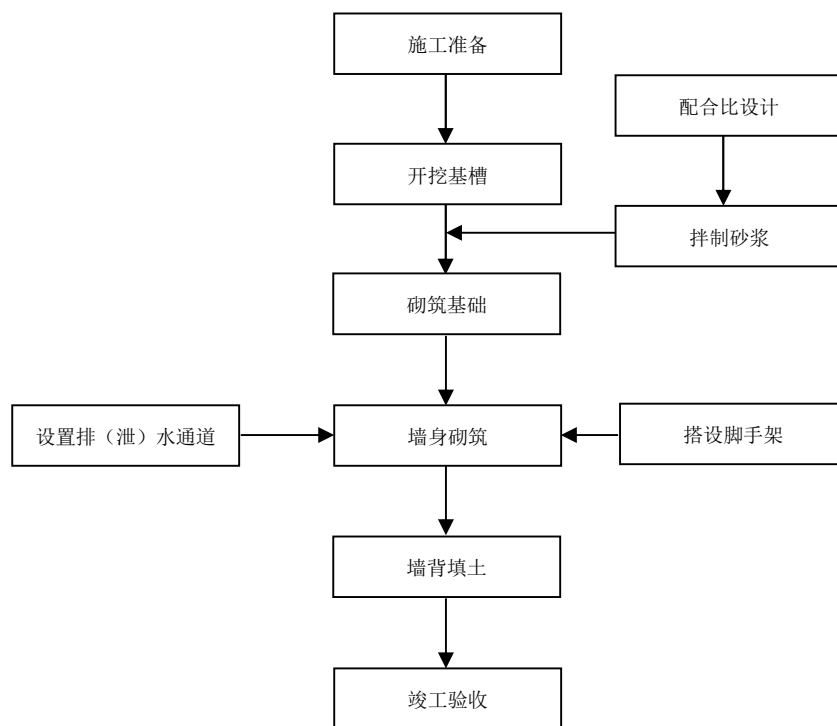 施工准备
配合比设计
开挖基槽
拌制砂浆
砌筑基础
设置排（泄）水通道
墙身砌筑
搭设脚手架
墙背填土
竣工验收